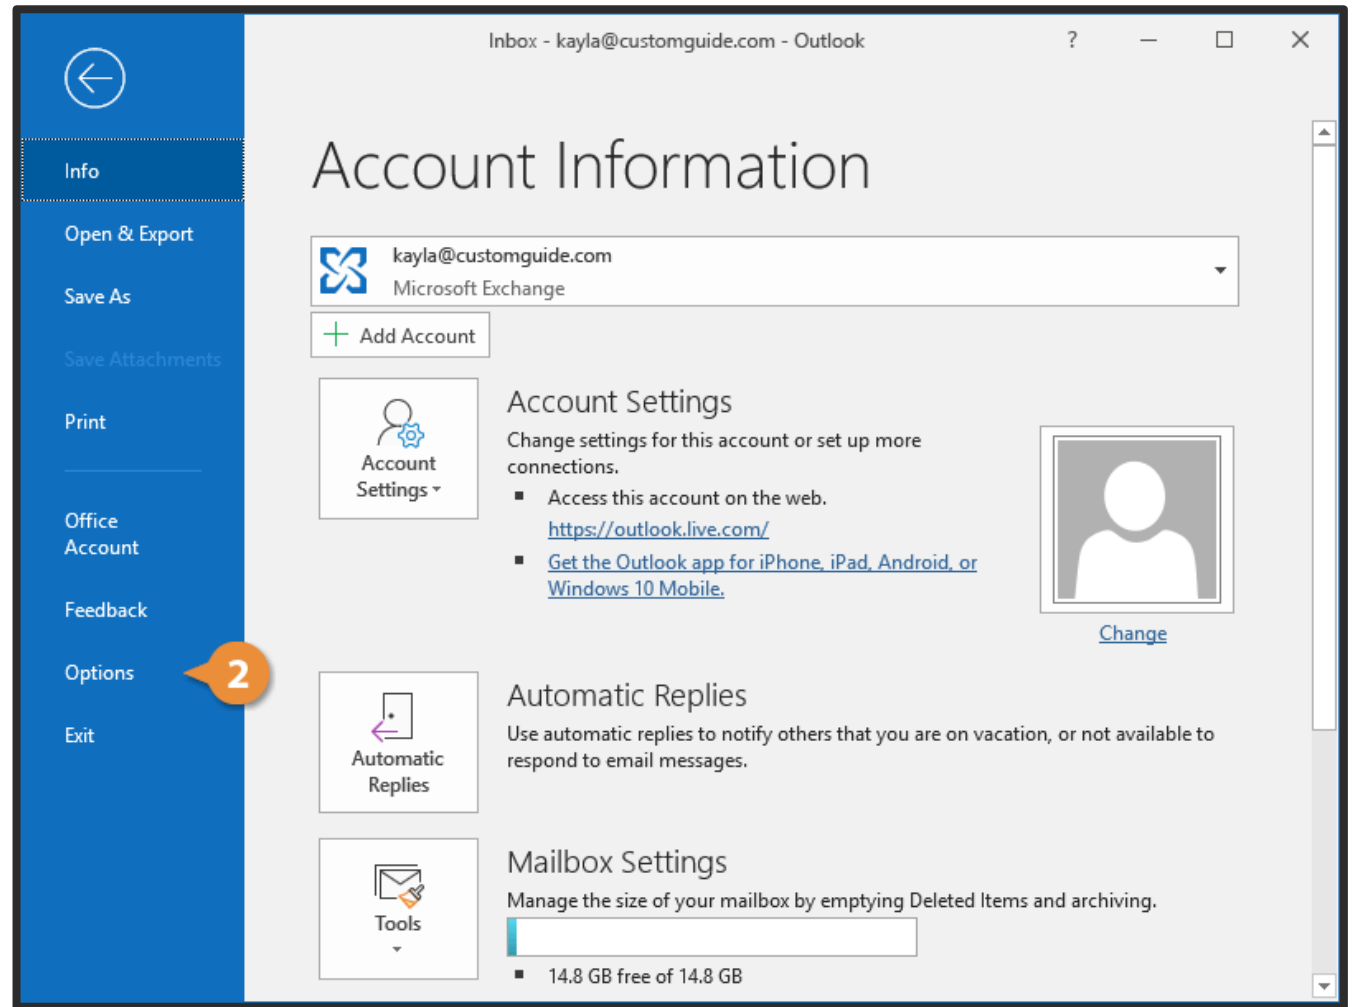 Inbox - kayla@customguide.com - Outlook
?
Info
Open & Export
Save As
Save Attachments
Print
Office
Account
Feedback
Options
2
Exit
Account Information
kayla@customguide.com
Microsoft Exchange
Add Account
Account
Settings
Account Settings
Change settings for this account or set up more
connections.
Access this account on the web.
https://outlook.live.com/
Get the Outlook app for iPhone, iPad, Android, or
Windows 10 Mobile.
Change
Automatic
Replies
Automatic Replies
Use automatic replies to notify others that you are on vacation, or not available to
respond to email messages.
Tools
Mailbox Settings
Manage the size of your mailbox by emptying Deleted Items and archiving.
14.8 GB free of 14.8 GB